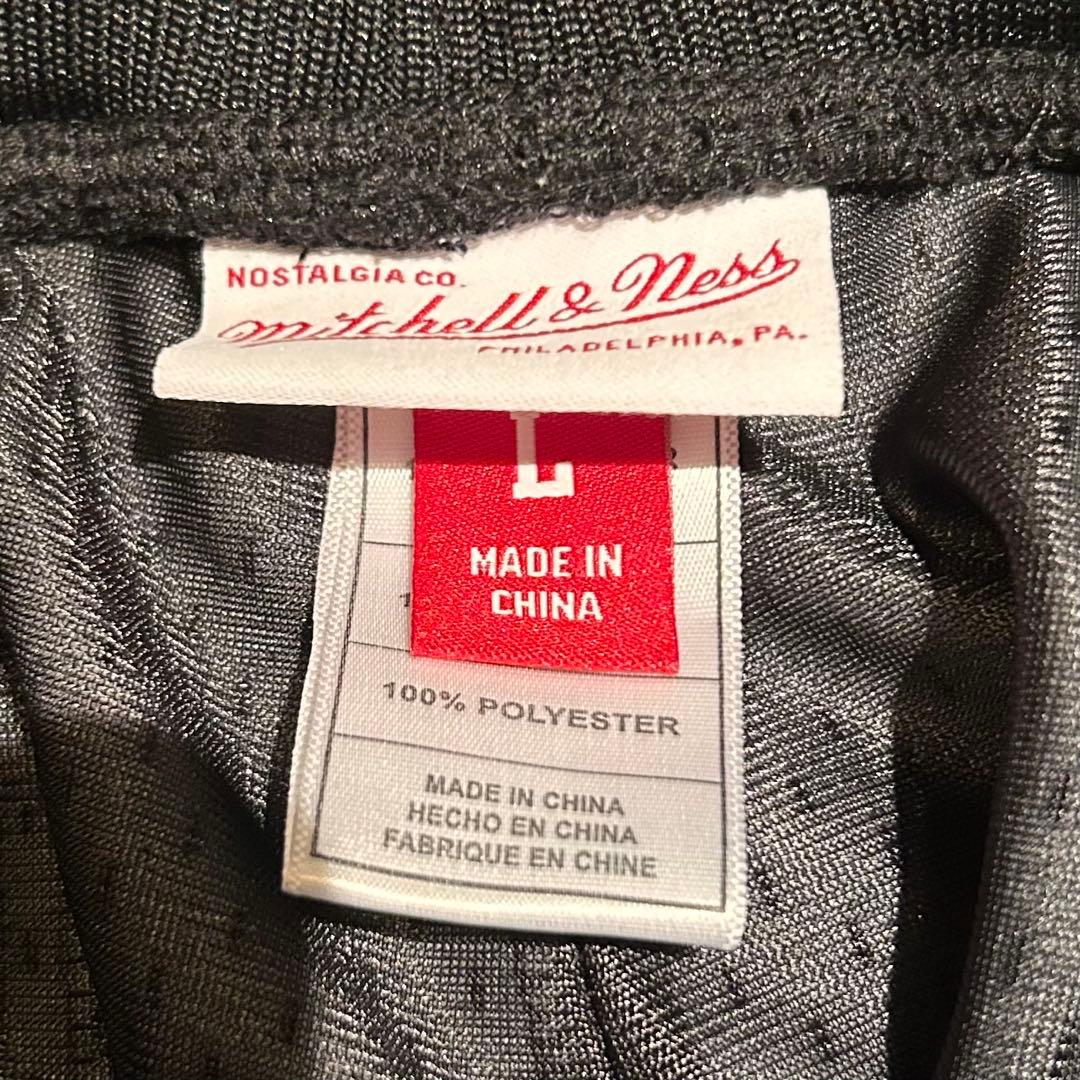 NOSTALGIA CO.
Mitchell & Ness
PHILADELPHIA, PA.
L
MADE IN
CHINA
100% POLYESTER
MADE IN CHINA
HECHO EN CHINA
FABRIQUE EN CHINE